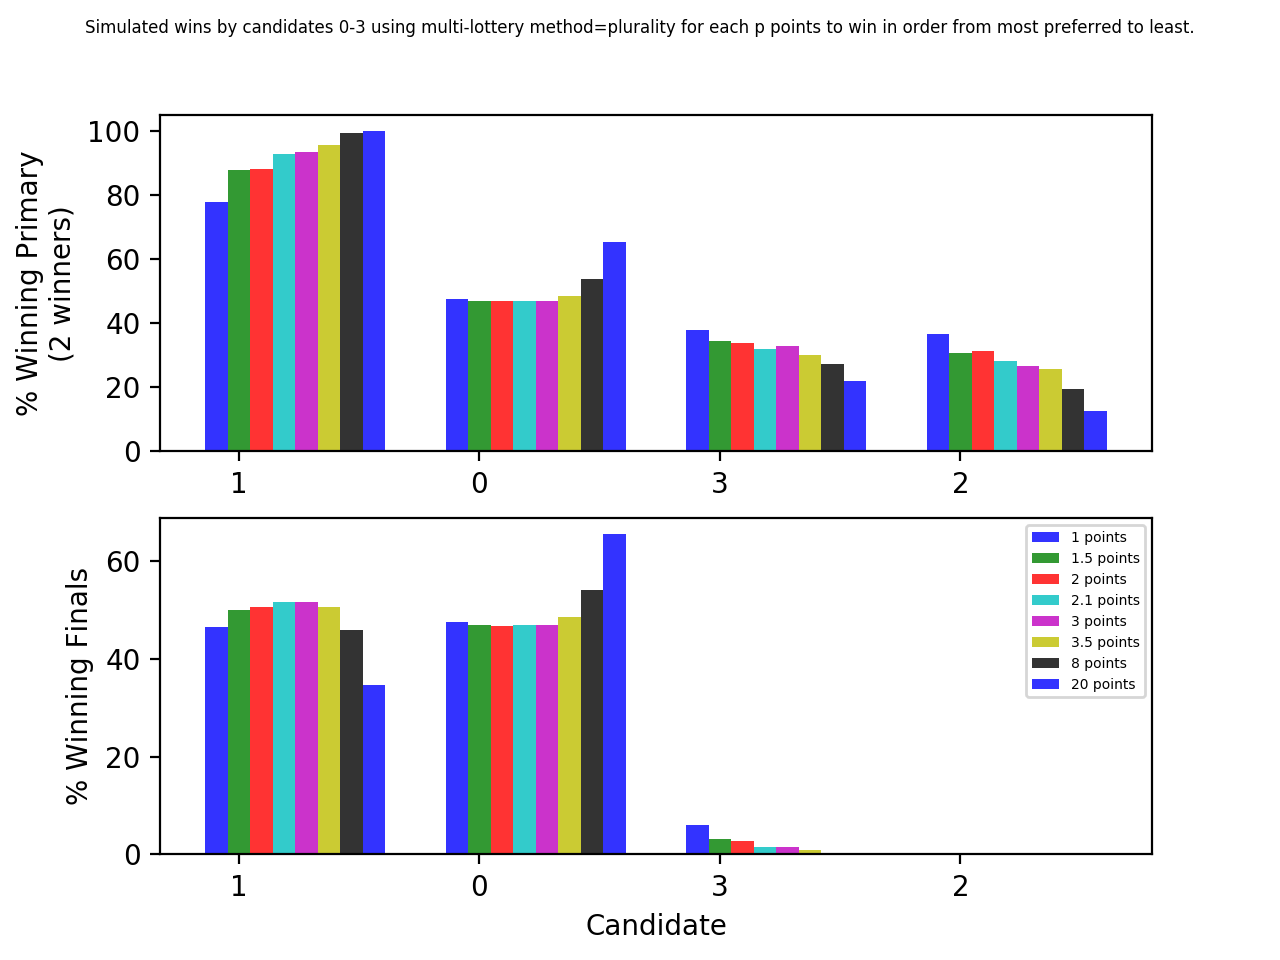 Simulated wins by candidates 0-3 using multi-lottery method=plurality for each p points to win in order from most preferred to least.
% Winning Primary
(2 winners)
100
80
60
40
20
0
1
0
3
2
% Winning Finals
60
40
20
0
1 points
1.5 points
2 points
2.1 points
3 points
3.5 points
8 points
20 points
1
0
3
2
Candidate